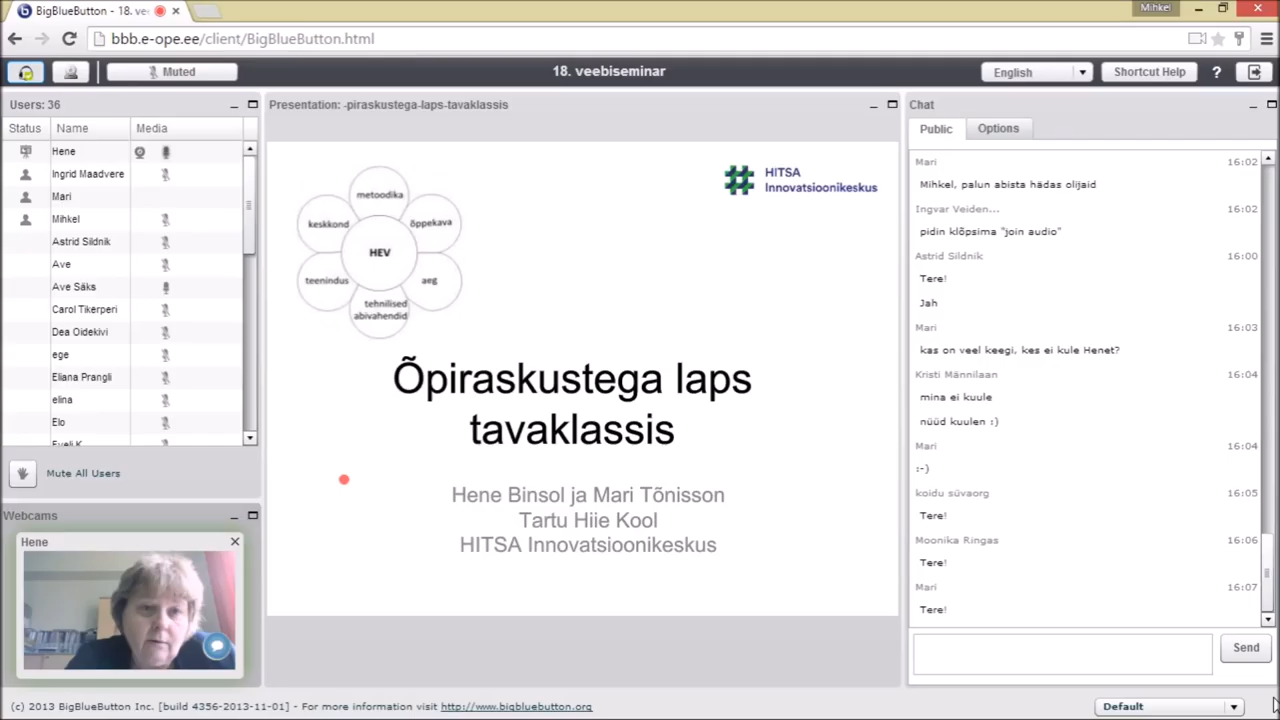 BigBlueButton - 18. ve
Mihkel
bbb.e-ope.ee/client/BigBlueButton.html
Muted
18. veebiseminar
English
Shortcut Help
?
Users: 36
Status Name Media
Hene
Ingrid Maadvere
Mari
Mihkel
Astrid Sildnik
Ave
Ave Säks
Carol Tikerperi
Dea Oidekivi
ege
Eliana Prangli
elina
Elo
Eveli K
Mute All Users
Webcams
Hene
Presentation: -piraskustega-laps-tavaklassis
metoodika
keskkond
õppekava
HEV
teenindus
aeg
tehnilised
abivahendid
HITSA
Innovatsioonikeskus
Õpiraskustega laps
tavaklassis
Hene Binsol ja Mari Tõnisson
Tartu Hiie Kool
HITSA Innovatsioonikeskus
Chat
Public Options
Mari 16:02
Mihkel, palun abista hädas olijaid
Ingvar Veiden... 16:02
pidin klõpsima "join audio"
Astrid Sildnik 16:00
Tere!
Jah
Mari 16:03
kas on veel keegi, kes ei kule Henet?
Kristi Männilaan 16:04
mina ei kuule
nüüd kuulen :)
Mari 16:04
:-)
koidu süvaorg 16:05
Tere!
Moonika Ringas 16:06
Tere!
Mari 16:07
Tere!
Send
(c) 2013 BigBlueButton Inc. [build 4356-2013-11-01] - For more information visit http://www.bigbluebutton.org
Default